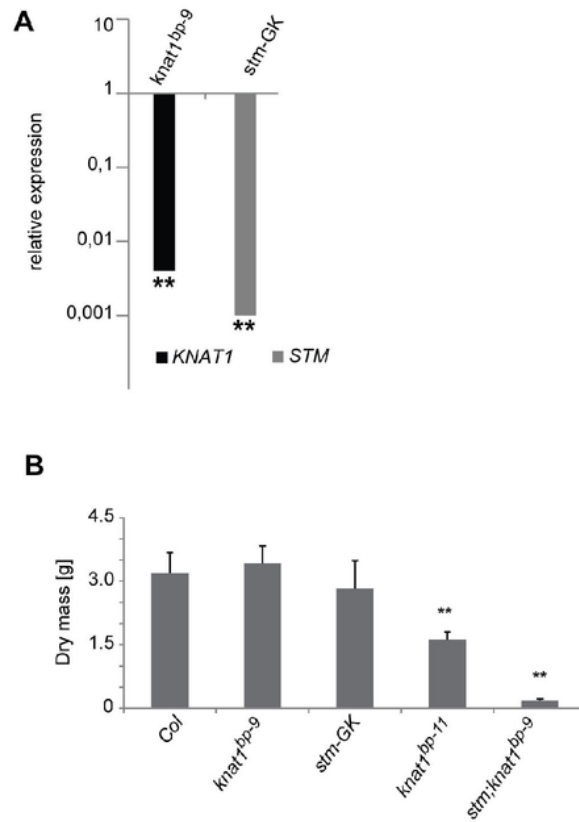 A
knat1bp-9
stm-GK
10
1
0,1
0,01
0,001
relative expression
**
**
KNAT1
STM
B
4.5
3.0
1.5
0
Dry mass [g]
**
**
Col
knat1bp-9
stm-GK
knat1bp-11
stm;knat1bp-9